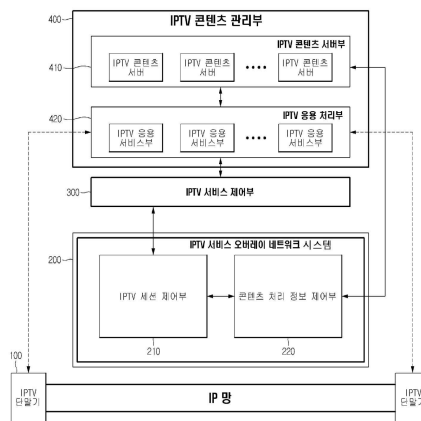 400
IPTV 콘텐츠 관리부
410
IPTV 콘텐츠 서버부
IPTV 콘텐츠
서버
IPTV 콘텐츠
서버
IPTV 콘텐츠
서버
420
IPTV 응용 처리부
IPTV 응용
서비스부
IPTV 응용
서비스부
IPTV 응용
서비스부
300
IPTV 서비스 제어부
200
IPTV 서비스 오버레이 네트워크 시스템
IPTV 세션 제어부
콘텐츠 처리 정보 제어부
210
220
100
IPTV
단말기
IP 망
IPTV
단말기